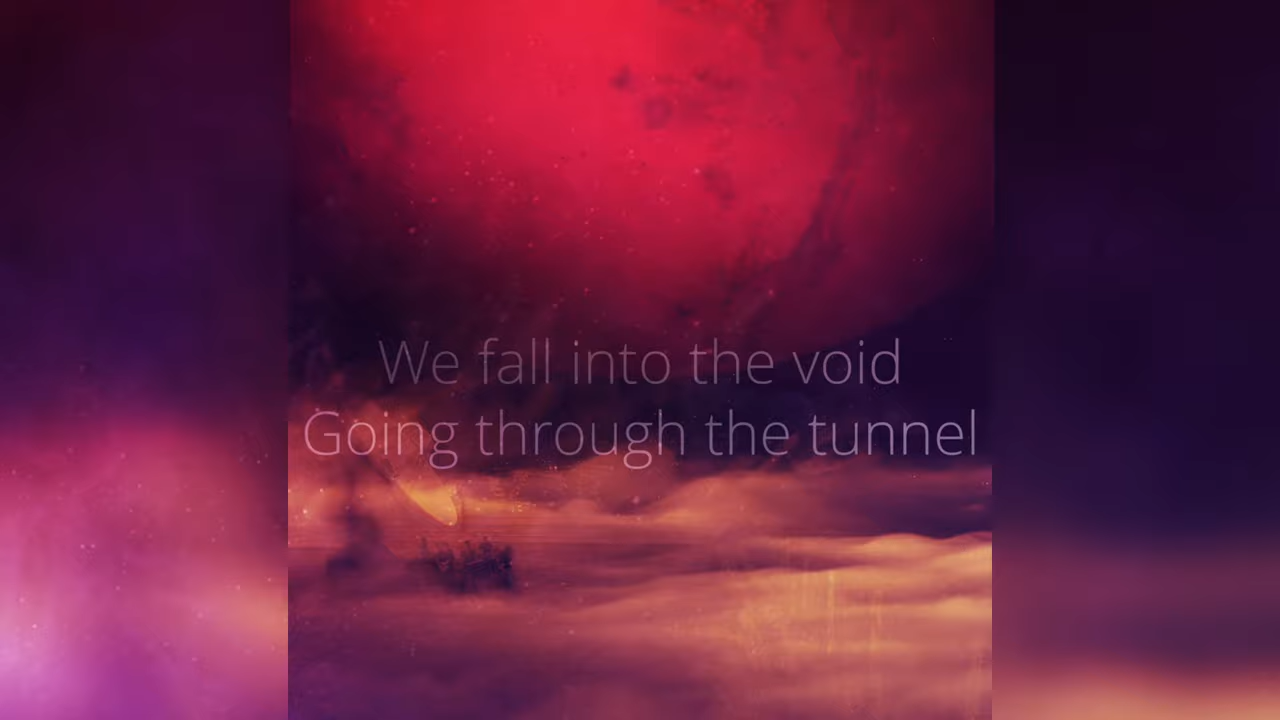 We fall into the void
Going through the tunnel